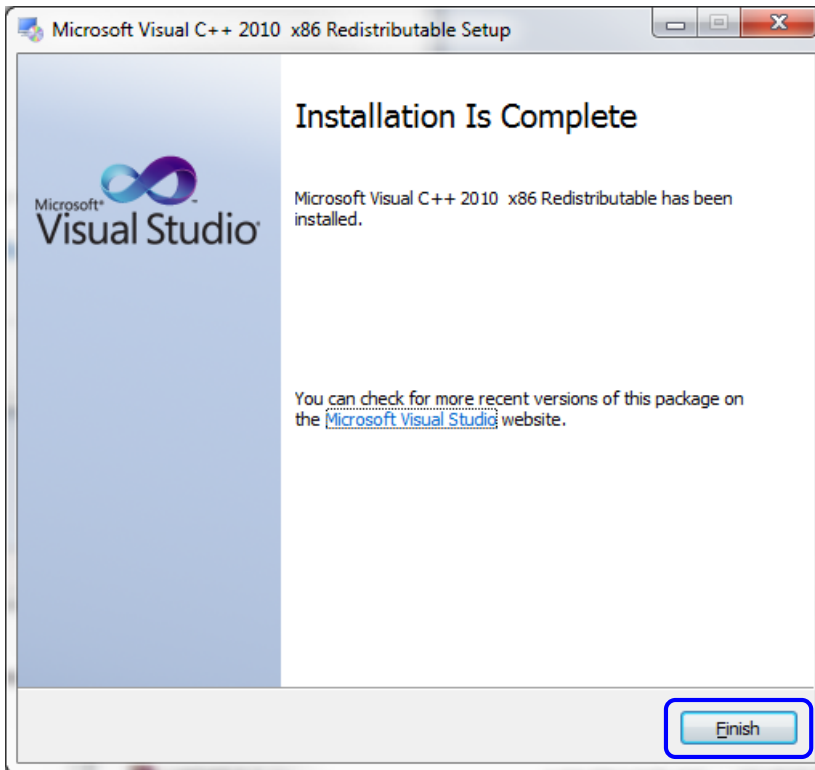 Microsoft Visual C++ 2010  x86 Redistributable Setup
Installation Is Complete
Microsoft®
Visual Studio®
Microsoft Visual C++ 2010  x86 Redistributable has been
installed.
You can check for more recent versions of this package on
the Microsoft Visual Studio website.
Finish